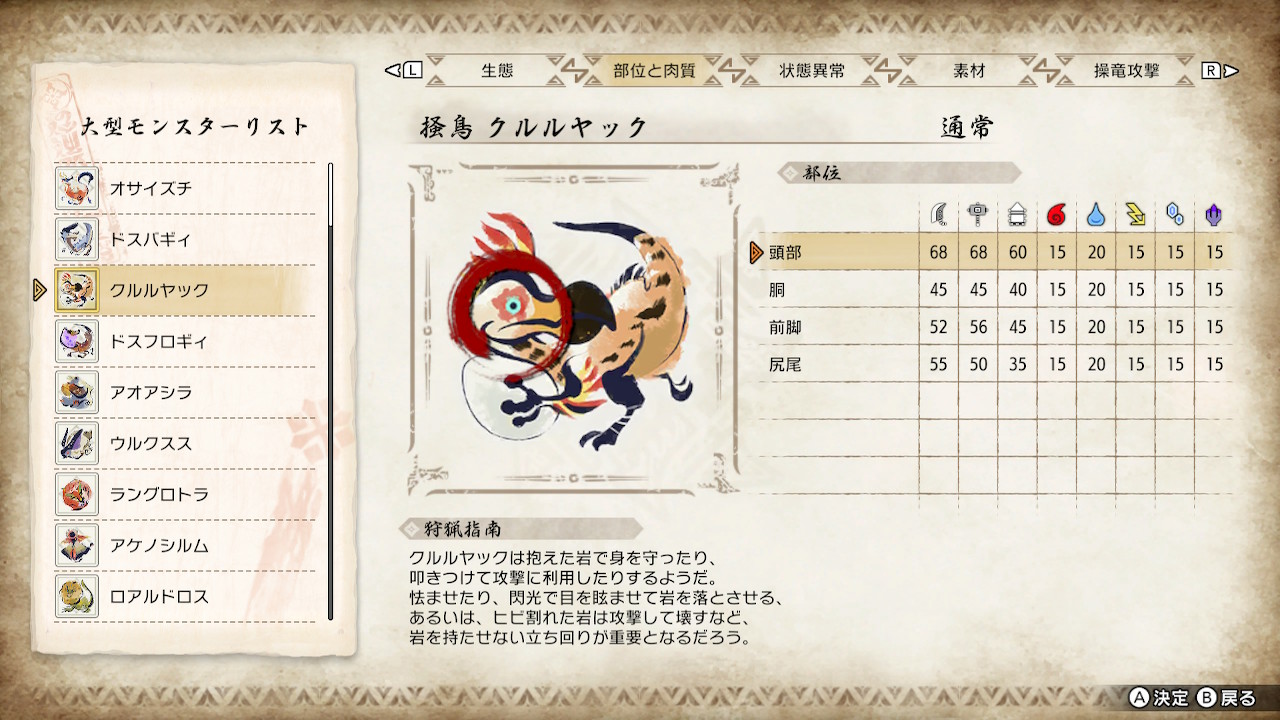 L 生態 部位と肉質 状態異常 素材 操竜攻撃 R
大型モンスターリスト
オサイズチ
ドスバギィ
クルルヤック
ドスフロギィ
アオアシラ
ウルクスス
ラングロトラ
アケノシルム
ロアルドロス
掻鳥 クルルヤック 通常
部位
頭部 68 68 60 15 20 15 15 15
胴 45 45 40 15 20 15 15 15
前脚 52 56 45 15 20 15 15 15
尻尾 55 50 35 15 20 15 15 15
狩猟指南
クルルヤックは抱えた岩で身を守ったり、
叩きつけて攻撃に利用したりするようだ。
怯ませたり、閃光で目を眩ませて岩を落とさせる、
あるいは、ヒビ割れた岩は攻撃して壊すなど、
岩を持たせない立ち回りが重要となるだろう。
A 決定 B 戻る